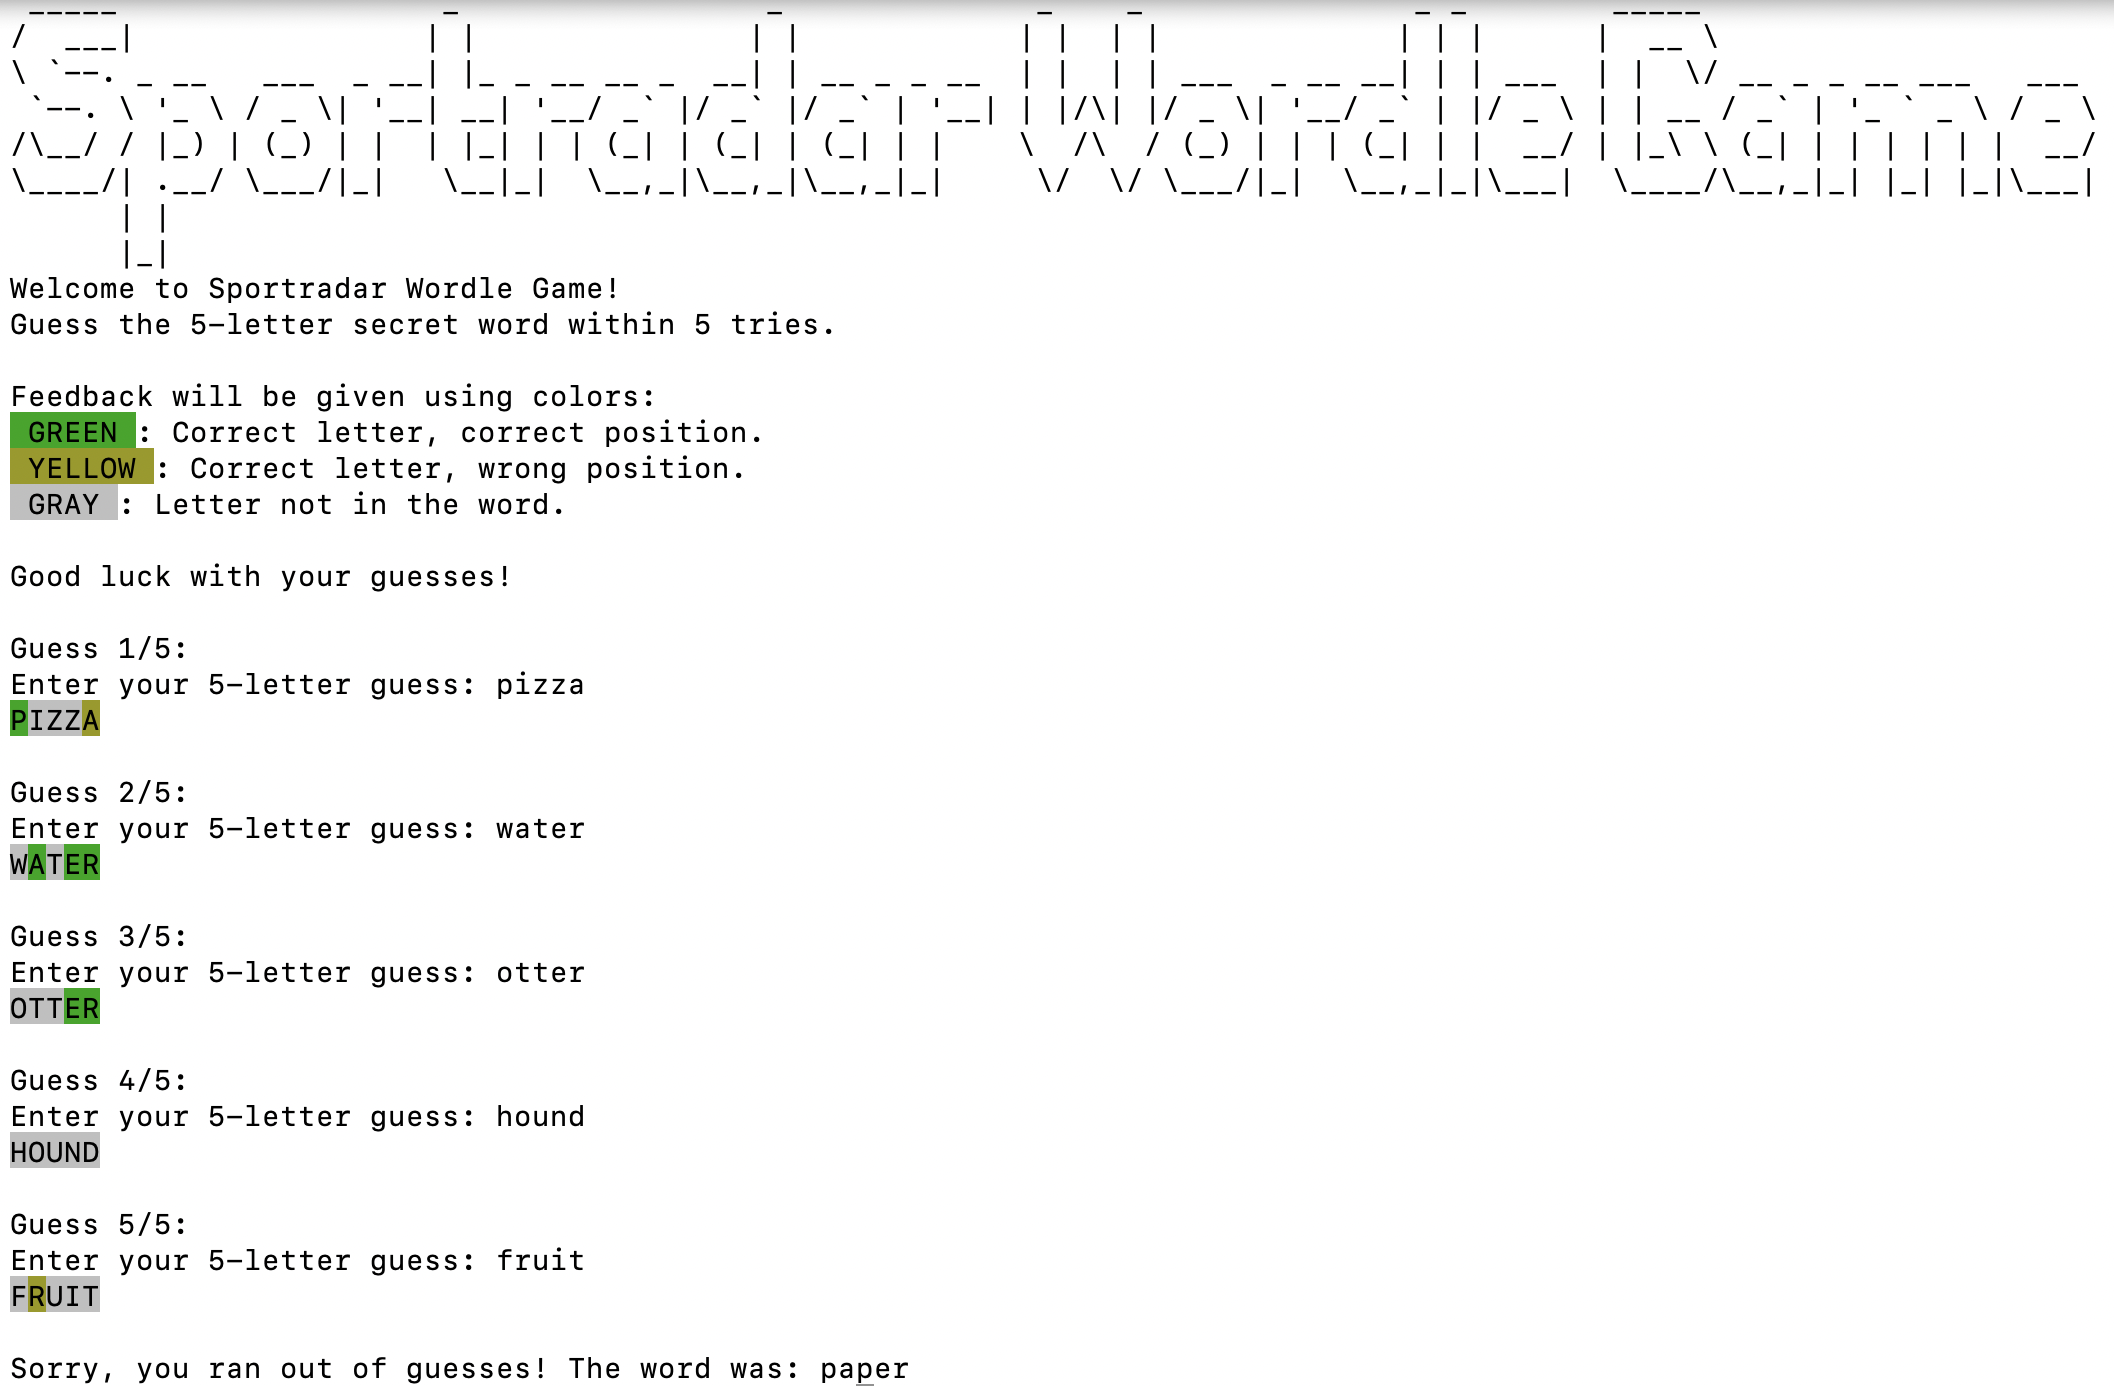 Sportradar Wordle Game
Welcome to Sportradar Wordle Game!
Guess the 5-letter secret word within 5 tries.
Feedback will be given using colors:
GREEN : Correct letter, correct position.
YELLOW : Correct letter, wrong position.
GRAY : Letter not in the word.
Good luck with your guesses!
Guess 1/5:
Enter your 5-letter guess: pizza
PIZZA
Guess 2/5:
Enter your 5-letter guess: water
WATER
Guess 3/5:
Enter your 5-letter guess: otter
OTTER
Guess 4/5:
Enter your 5-letter guess: hound
HOUND
Guess 5/5:
Enter your 5-letter guess: fruit
FRUIT
Sorry, you ran out of guesses! The word was: paper